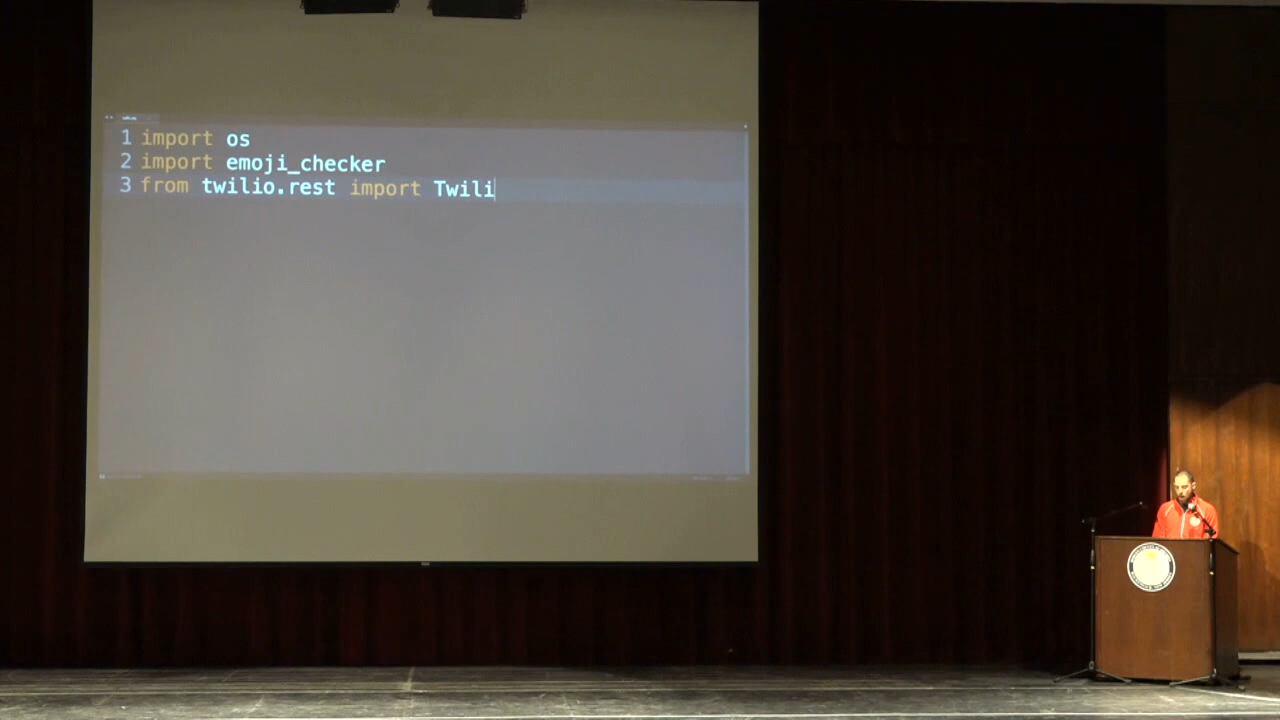 1 import os
2 import emoji_checker
3 from twilio.rest import Twili